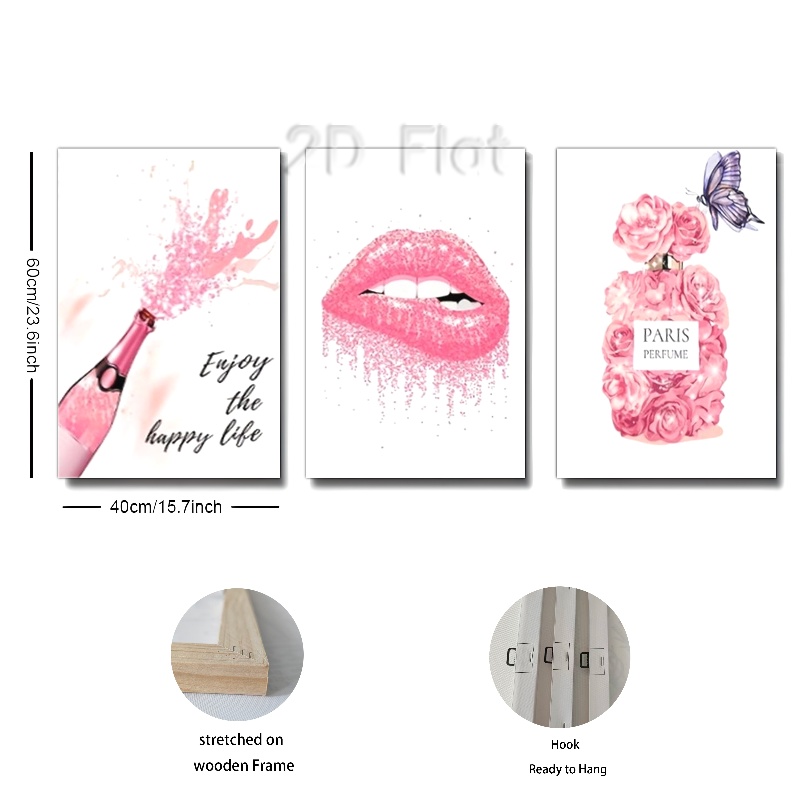 2D Flat
60cm/23.6inch
Enjoy
the
happy life
PARIS
PERFUME
40cm/15.7inch
stretched on
wooden Frame
Hook
Ready to Hang